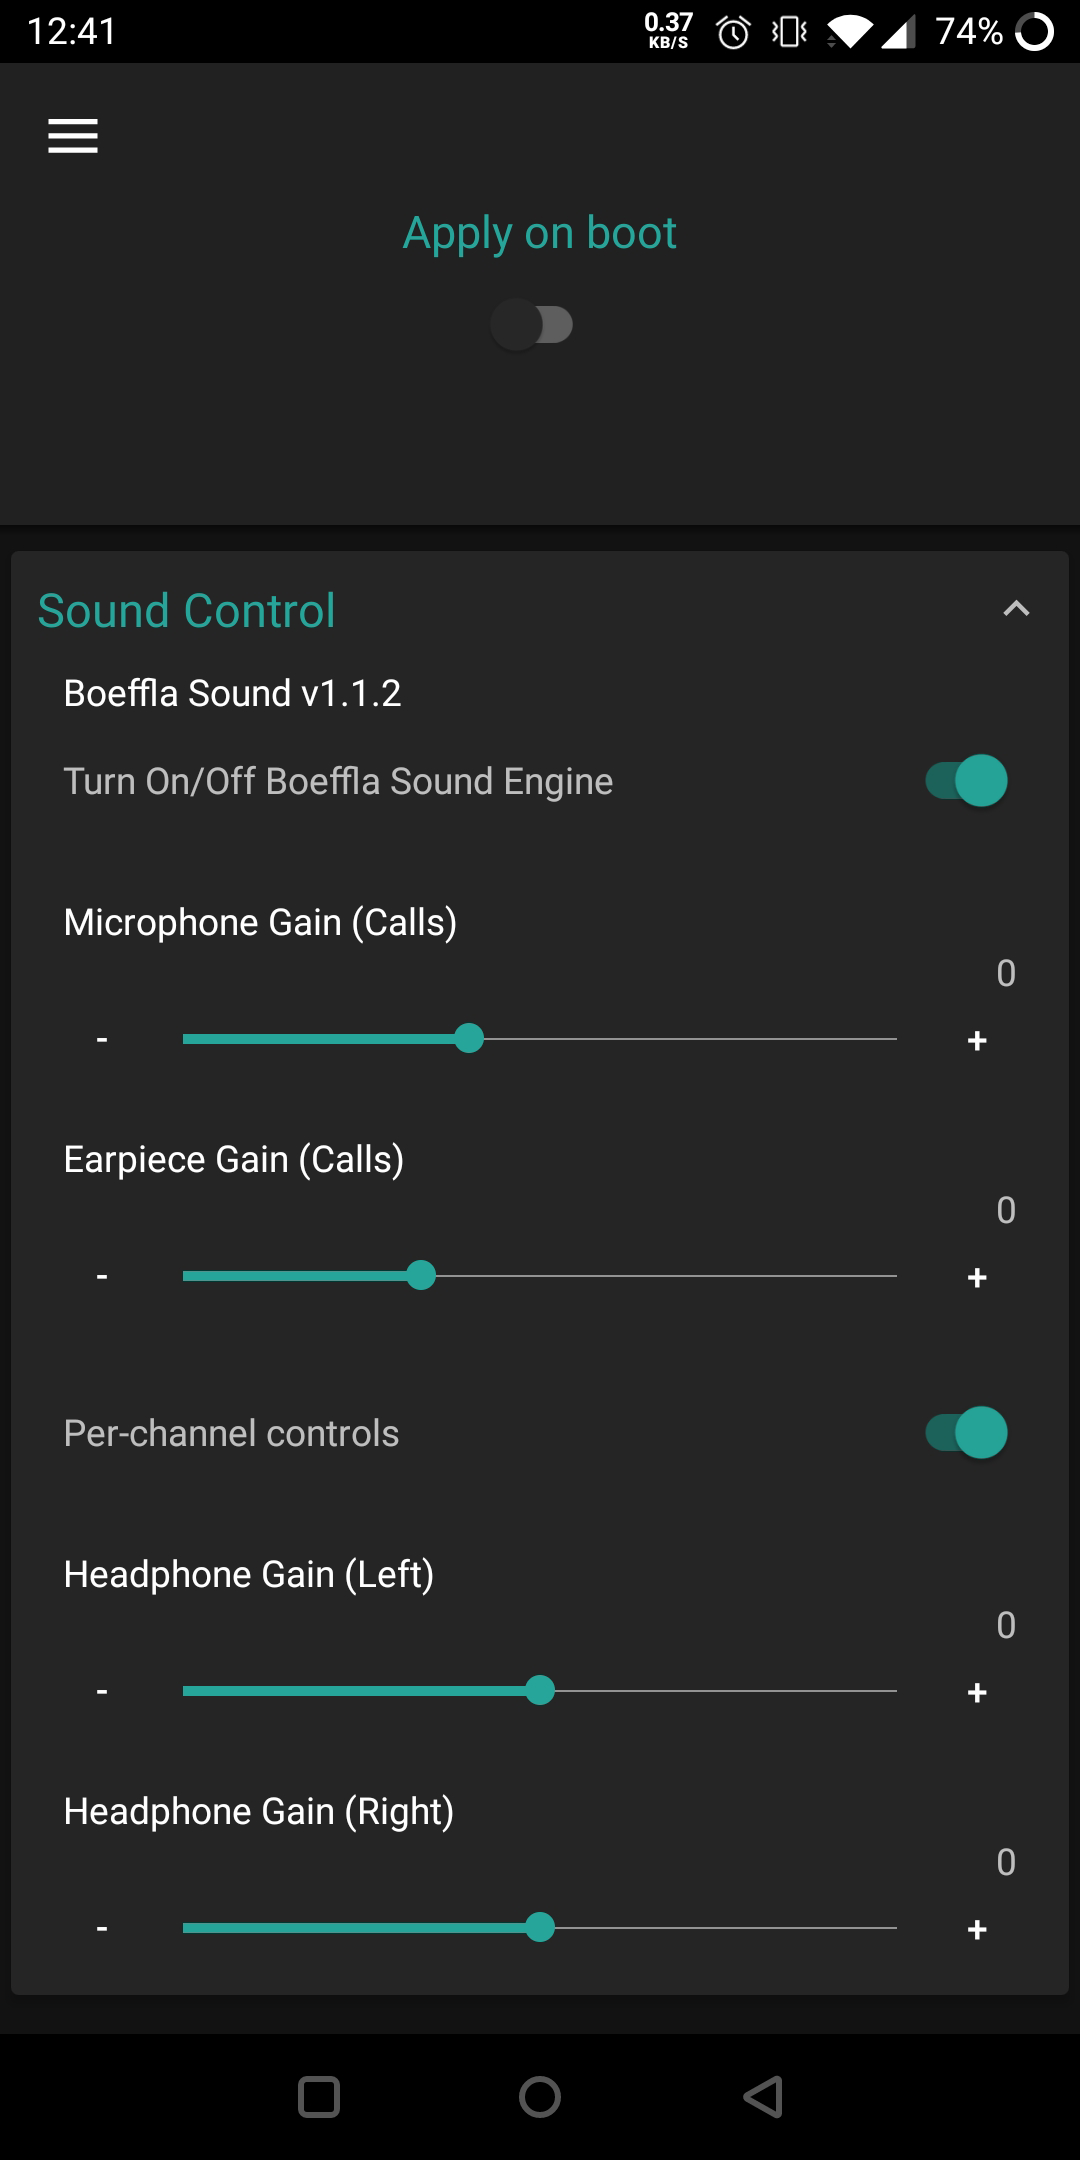 12:41
0.37
KB/S
74%
Apply on boot
Sound Control
Boeffla Sound v1.1.2
Turn On/Off Boeffla Sound Engine
Microphone Gain (Calls)
0
- +
Earpiece Gain (Calls)
0
- +
Per-channel controls
Headphone Gain (Left)
0
- +
Headphone Gain (Right)
0
- +